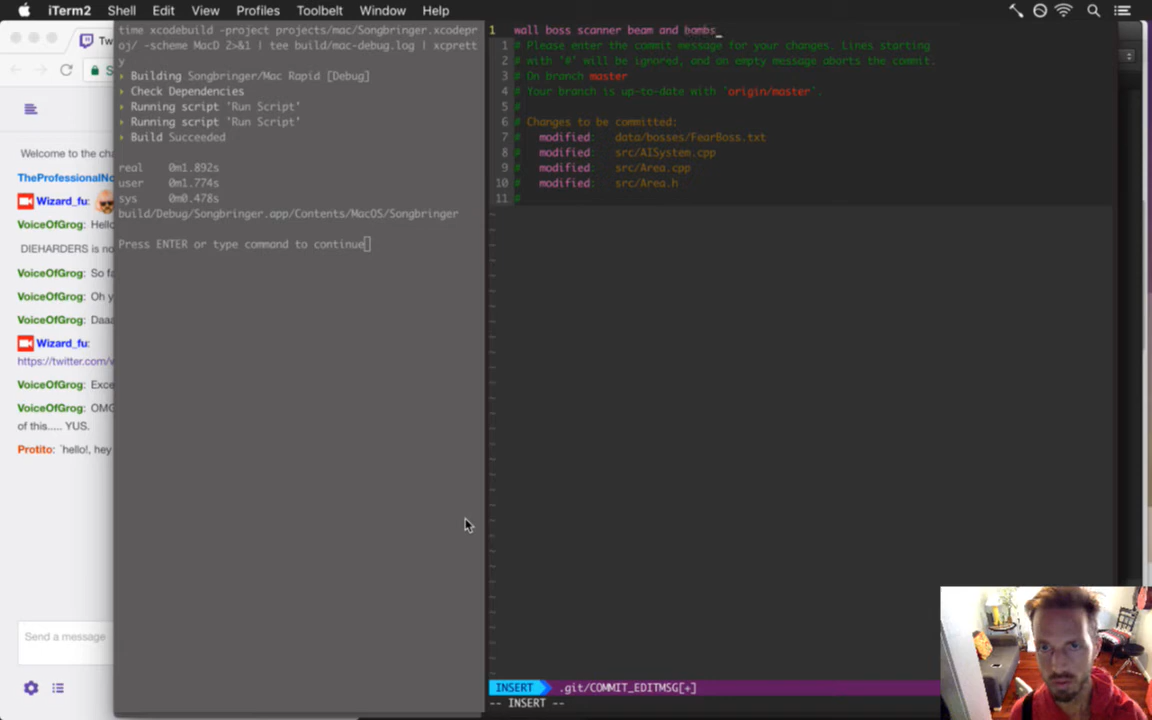 iTerm2 Shell Edit View Profiles Toolbelt Window Help
Tw
Welcome to the cha
TheProfessionalNo
Wizard_fu:
VoiceOfGrog: Hello
DIEHARDERS is no
VoiceOfGrog: So fa
VoiceOfGrog: Oh y
VoiceOfGrog: Daaa
Wizard_fu:
https://twitter.com/v
VoiceOfGrog: Exce
VoiceOfGrog: OMG
of this..... YUS.
Protito: `hello!, hey
Send a message
time xcodebuild -project projects/mac/Songbringer.xcodepr
oj/ -scheme MacD 2>&1 | tee build/mac-debug.log | xcprett
y
Building Songbringer/Mac Rapid [Debug]
Check Dependencies
Running script 'Run Script'
Running script 'Run Script'
Build Succeeded
real 0m1.892s
user 0m1.774s
sys 0m0.478s
build/Debug/Songbringer.app/Contents/MacOS/Songbringer
Press ENTER or type command to continue
1 wall boss scanner beam and bombs
1 # Please enter the commit message for your changes. Lines starting
2 # with '#' will be ignored, and an empty message aborts the commit.
3 # On branch master
4 # Your branch is up-to-date with 'origin/master'.
5 #
6 # Changes to be committed:
7 # modified: data/bosses/FearBoss.txt
8 # modified: src/AISystem.cpp
9 # modified: src/Area.cpp
10 # modified: src/Area.h
11 #
INSERT .git/COMMIT_EDITMSG[+]
-- INSERT --